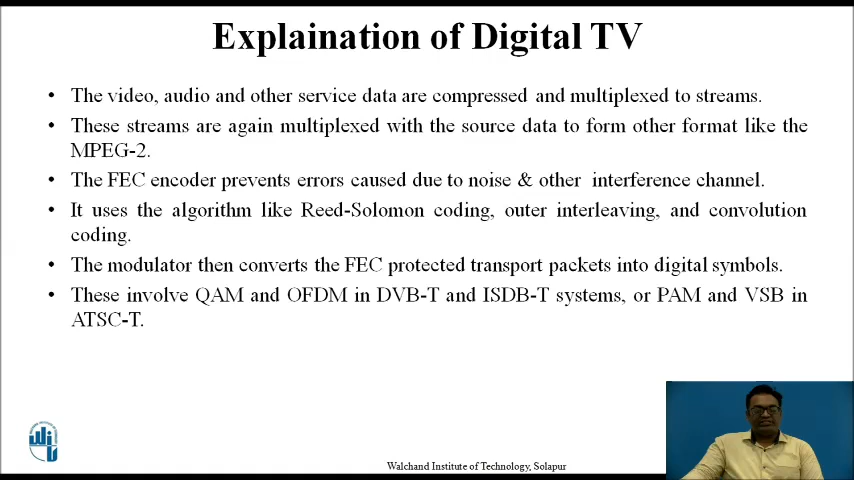 Explaination of Digital TV
• The video, audio and other service data are compressed and multiplexed to streams.
• These streams are again multiplexed with the source data to form other format like the
MPEG-2.
• The FEC encoder prevents errors caused due to noise & other interference channel.
• It uses the algorithm like Reed-Solomon coding, outer interleaving, and convolution
coding.
• The modulator then converts the FEC protected transport packets into digital symbols.
• These involve QAM and OFDM in DVB-T and ISDB-T systems, or PAM and VSB in
ATSC-T.
Walchand Institute of Technology, Solapur